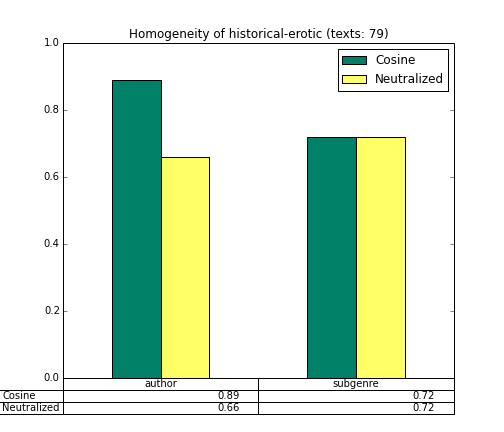 Homogeneity of historical-erotic (texts: 79)
1.0
Cosine
Neutralized
0.8
0.6
0.4
0.2
0.0
author subgenre
Cosine 0.89 0.72
Neutralized 0.66 0.72